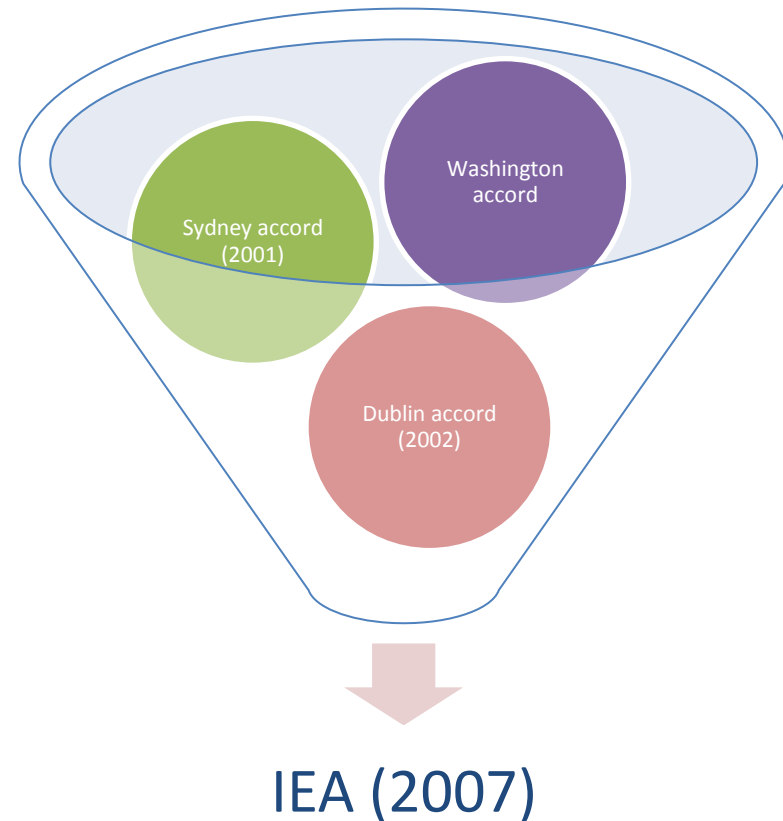 Washington
accord
Sydney accord
(2001)
Dublin accord
(2002)
IEA (2007)